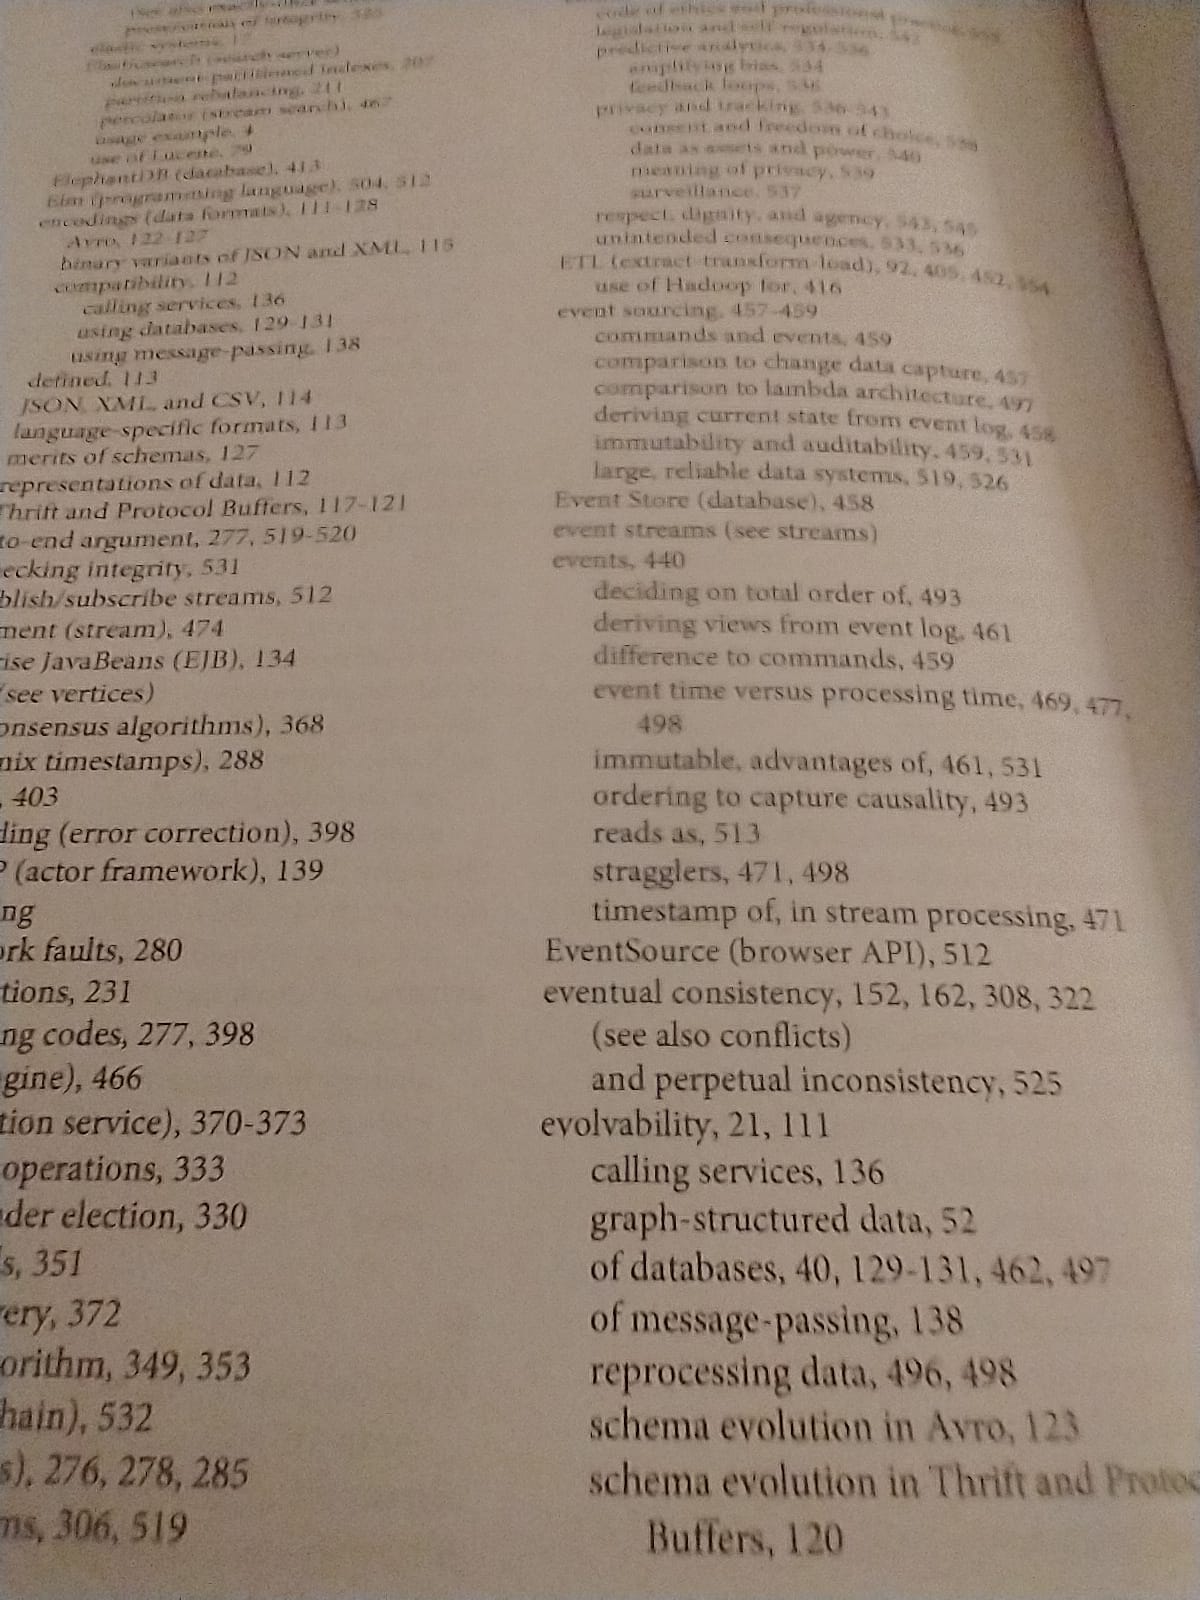 preservation of integrity,
elastic systems, 17
Elasticsearch (search server)
document-partitioned indexes, 207
partition rebalancing, 211
percolator (stream search), 467
usage example, 4
use of Lucene, 79
ElephantDB (database), 413
Elm (programming language), 504, 512
encodings (data formats), 111-128
Avro, 122-127
binary variants of JSON and XML, 115
compatibility, 112
calling services, 136
using databases, 129-131
using message-passing, 138
defined, 113
JSON, XML, and CSV, 114
language-specific formats, 113
merits of schemas, 127
representations of data, 112
Thrift and Protocol Buffers, 117-121
to-end argument, 277, 519-520
ecking integrity, 531
blish/subscribe streams, 512
ment (stream), 474
ise JavaBeans (EJB), 134
(see vertices)
onsensus algorithms), 368
nix timestamps), 288
, 403
ding (error correction), 398
P (actor framework), 139
ng
ork faults, 280
tions, 231
ng codes, 277, 398
gine), 466
tion service), 370-373
operations, 333
der election, 330
s, 351
very, 372
orithm, 349, 353
hain), 532
s), 276, 278, 285
ms, 306, 519
code of ethics and professional
legislation and self-regulation, 542
predictive analytics, 534, 536
amplifying bias, 534
feedback loops, 536
privacy and tracking, 536-543
consent and freedom of choice, 538
data as assets and power, 540
meaning of privacy, 539
surveillance, 537
respect, dignity, and agency, 543, 545
unintended consequences, 533, 536
ETL (extract-transform-load), 92, 405, 452, 554
use of Hadoop for, 416
event sourcing, 457-459
commands and events, 459
comparison to change data capture, 457
comparison to lambda architecture, 497
deriving current state from event log, 458
immutability and auditability, 459, 531
large, reliable data systems, 519, 526
Event Store (database), 458
event streams (see streams)
events, 440
deciding on total order of, 493
deriving views from event log, 461
difference to commands, 459
event time versus processing time, 469, 477,
498
immutable, advantages of, 461, 531
ordering to capture causality, 493
reads as, 513
stragglers, 471, 498
timestamp of, in stream processing, 471
EventSource (browser API), 512
eventual consistency, 152, 162, 308, 322
(see also conflicts)
and perpetual inconsistency, 525
evolvability, 21, 111
calling services, 136
graph-structured data, 52
of databases, 40, 129-131, 462, 497
of message-passing, 138
reprocessing data, 496, 498
schema evolution in Avro, 123
schema evolution in Thrift and Protoc
Buffers, 120